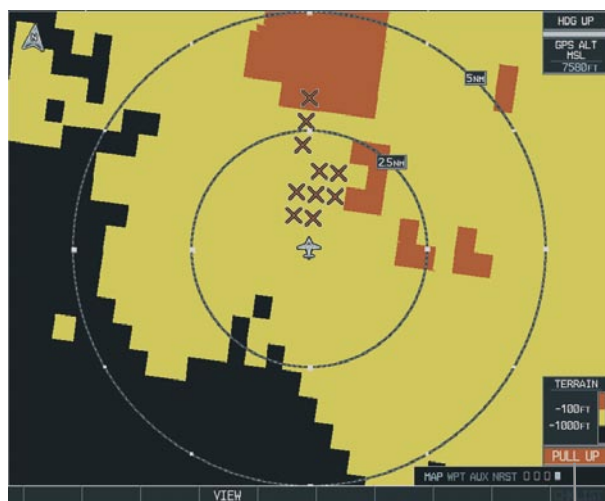 HDG UP
N
GPS ALT
MSL
7580FT
5NM
2.5NM
TERRAIN
-100FT
-1000FT
PULL UP
MAP WPT AUX NRST
VIEW